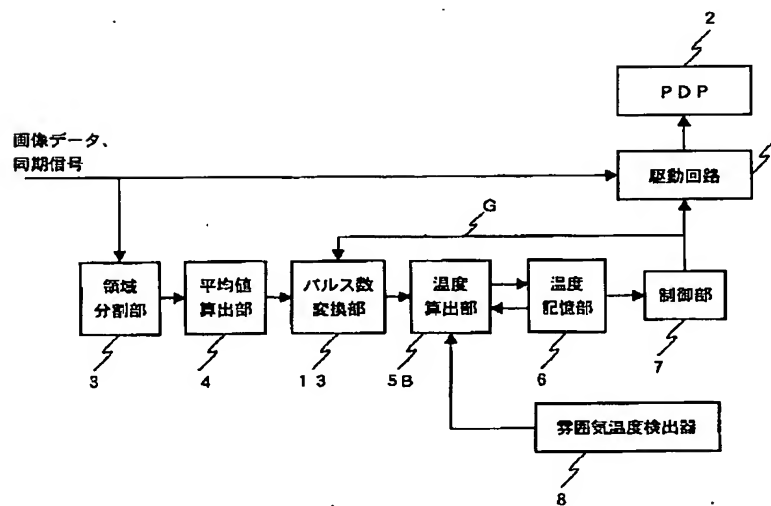 2
PDP
画像データ、
同期信号
駆動回路
G
領域
分割部
平均値
算出部
パルス数
変換部
温度
算出部
温度
記憶部
制御部
3
4
13
5B
6
7
雰囲気温度検出器
8